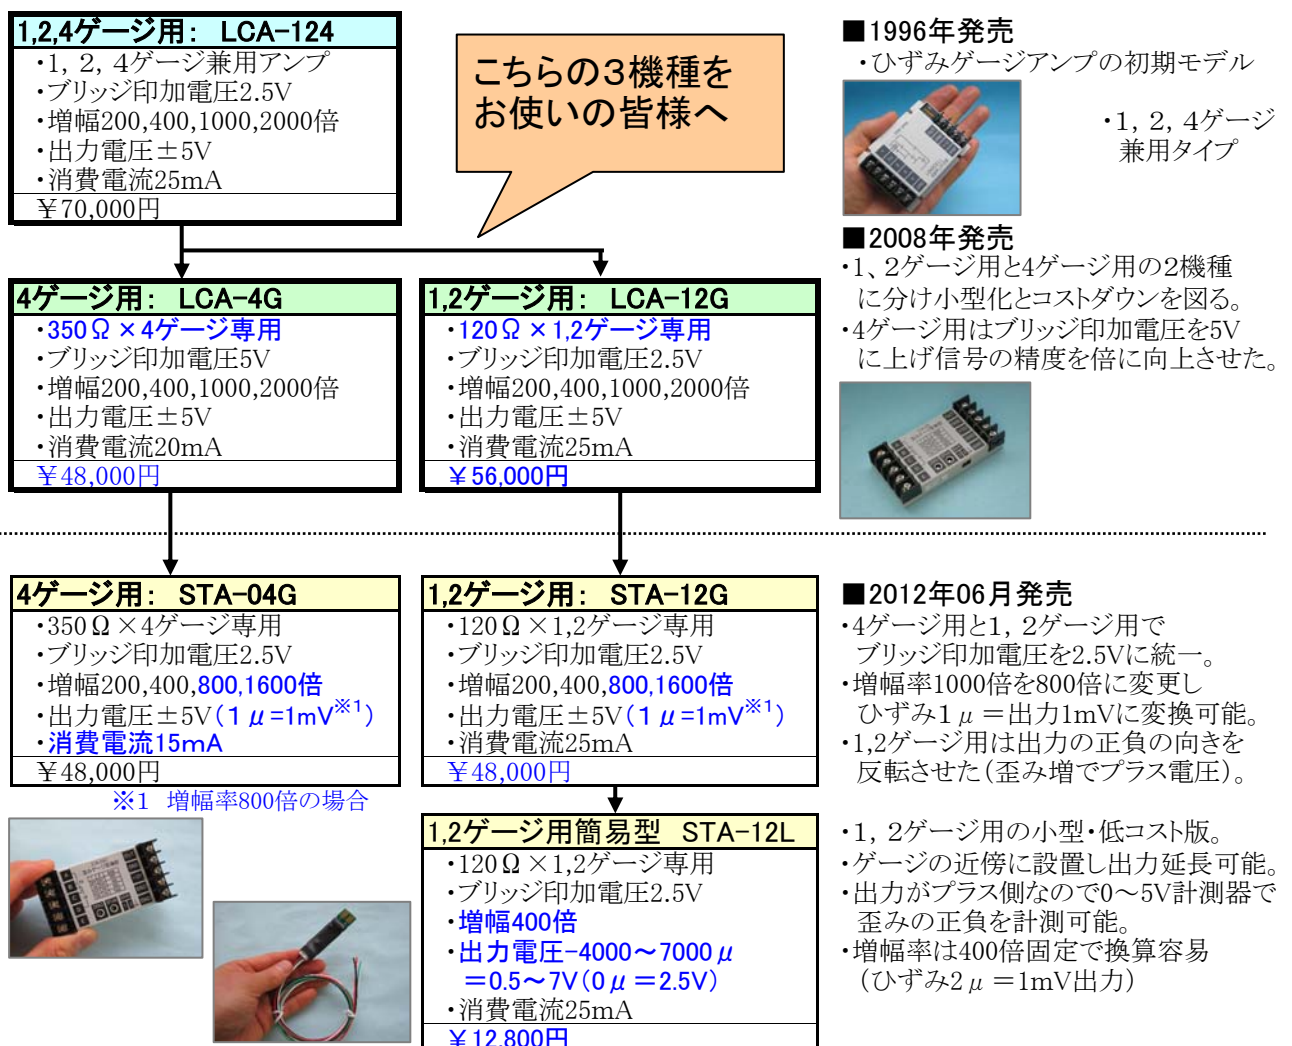 1,2,4ゲージ用： LCA-124
・1，2，4ゲージ兼用アンプ
・ブリッジ印加電圧2.5V
・増幅200,400,1000,2000倍
・出力電圧±5V
・消費電流25mA
￥70,000円
こちらの３機種を
お使いの皆様へ
■1996年発売
・ひずみゲージアンプの初期モデル
・1，2，4ゲージ
兼用タイプ
4ゲージ用： LCA-4G
・350Ω×4ゲージ専用
・ブリッジ印加電圧5V
・増幅200,400,1000,2000倍
・出力電圧±5V
・消費電流20mA
￥48,000円
1,2ゲージ用： LCA-12G
・120Ω×1,2ゲージ専用
・ブリッジ印加電圧2.5V
・増幅200,400,1000,2000倍
・出力電圧±5V
・消費電流25mA
￥56,000円
■2008年発売
・1、2ゲージ用と4ゲージ用の2機種
に分け小型化とコストダウンを図る。
・4ゲージ用はブリッジ印加電圧を5V
に上げ信号の精度を倍に向上させた。
4ゲージ用： STA-04G
・350Ω×4ゲージ専用
・ブリッジ印加電圧2.5V
・増幅200,400,800,1600倍
・出力電圧±5V（１μ=1mV※1）
・消費電流15mA
￥48,000円
※1 増幅率800倍の場合
1,2ゲージ用： STA-12G
・120Ω×1,2ゲージ専用
・ブリッジ印加電圧2.5V
・増幅200,400,800,1600倍
・出力電圧±5V（１μ=1mV※1）
・消費電流25mA
￥48,000円
■2012年06月発売
・4ゲージ用と1，2ゲージ用で
ブリッジ印加電圧を2.5Vに統一。
・増幅率1000倍を800倍に変更し
ひずみ1μ＝出力1mVに変換可能。
・1,2ゲージ用は出力の正負の向きを
反転させた（歪み増でプラス電圧）。
1,2ゲージ用簡易型 STA-12L
・120Ω×1,2ゲージ専用
・ブリッジ印加電圧2.5V
・増幅400倍
・出力電圧-4000～7000μ
＝0.5～7V（0μ＝2.5V）
・消費電流25mA
￥12,800円
・1，2ゲージ用の小型・低コスト版。
・ゲージの近傍に設置し出力延長可能。
・出力がプラス側なので0～5V計測器で
歪みの正負を計測可能。
・増幅率は400倍固定で換算容易
（ひずみ2μ＝1mV出力）